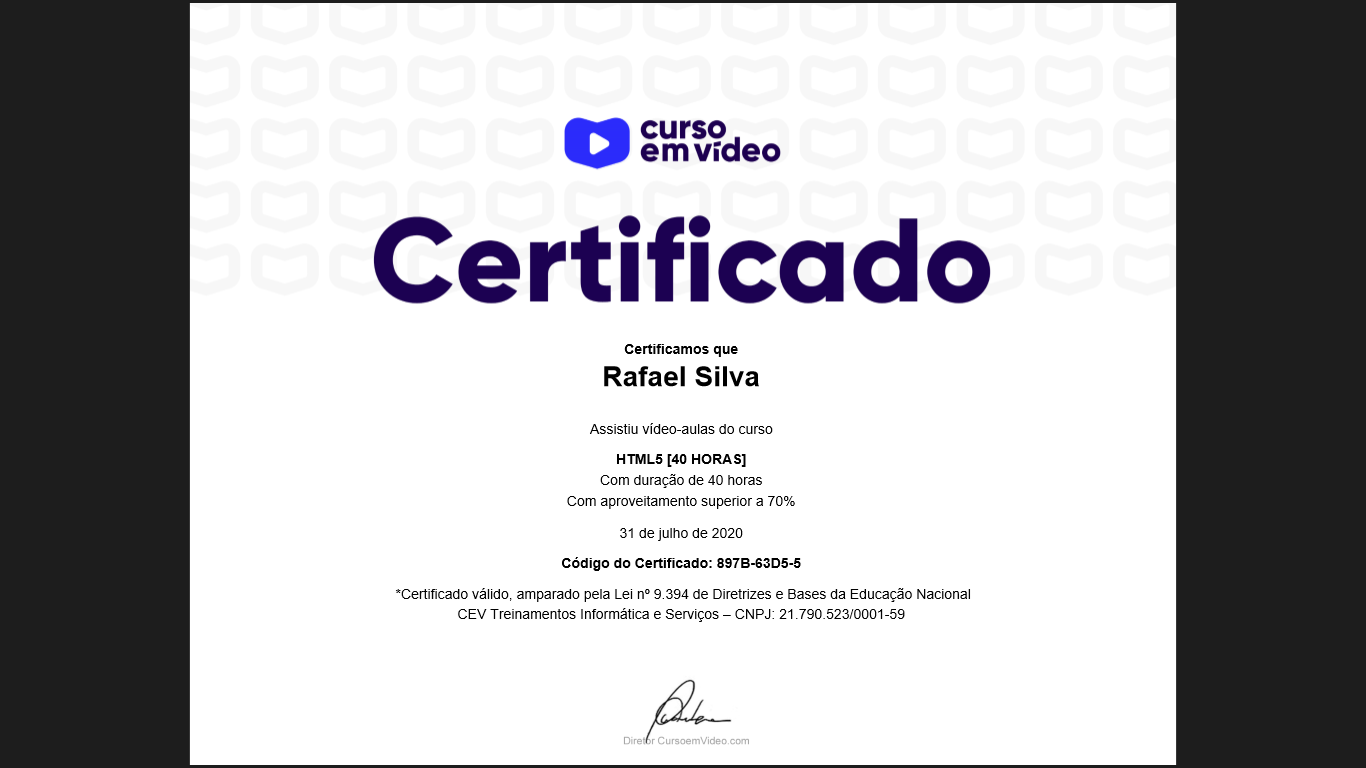 curso
em vídeo
Certificado
Certificamos que
Rafael Silva
Assistiu vídeo-aulas do curso
HTML5 [40 HORAS]
Com duração de 40 horas
Com aproveitamento superior a 70%
31 de julho de 2020
Código do Certificado: 897B-63D5-5
*Certificado válido, amparado pela Lei nº 9.394 de Diretrizes e Bases da Educação Nacional
CEV Treinamentos Informática e Serviços – CNPJ: 21.790.523/0001-59
Diretor CursoemVideo.com